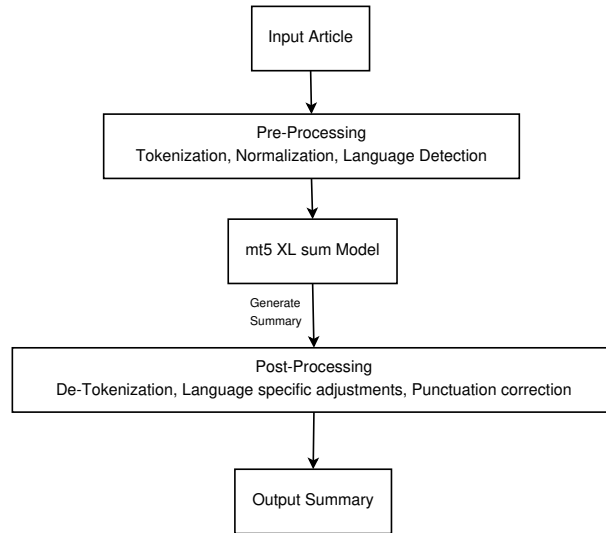 Input Article
Pre-Processing
Tokenization, Normalization, Language Detection
mt5 XL sum Model
Generate
Summary
Post-Processing
De-Tokenization, Language specific adjustments, Punctuation correction
Output Summary